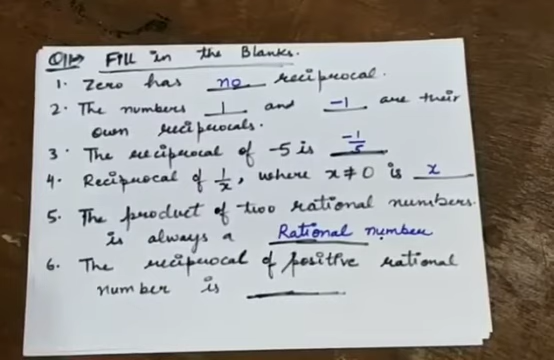 Q11» Fill in the Blanks.
1. Zero has no reciprocal.
2. The numbers 1 and -1 are their
own reciprocals.
3. The reciprocal of -5 is -1/5
4. Reciprocal of 1/x, where x≠0 is x
5. The product of two rational numbers.
is always a Rational number
6. The reciprocal of positive rational
number is ______